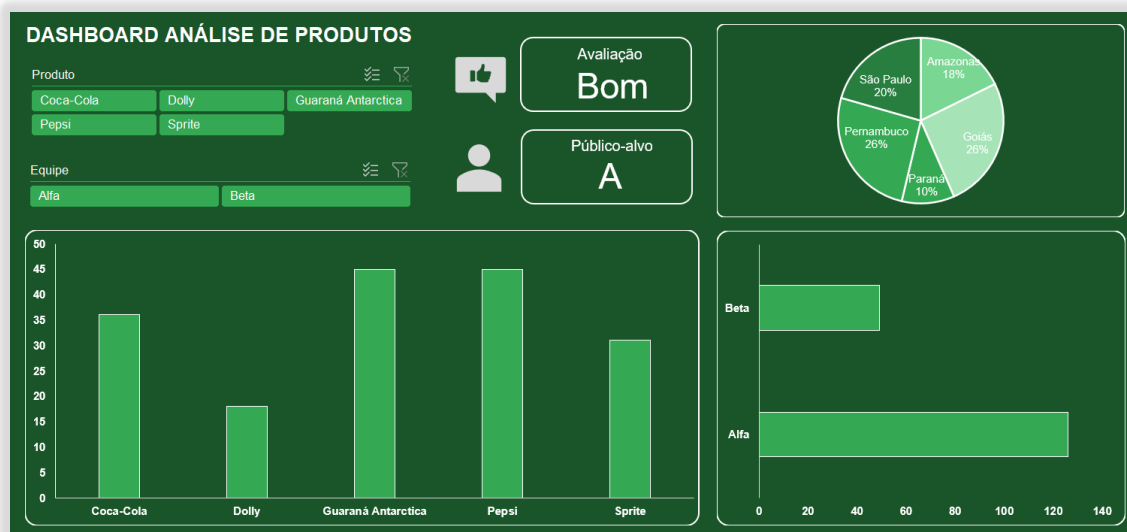 DASHBOARD ANÁLISE DE PRODUTOS
Produto
Coca-Cola
Dolly
Guaraná Antarctica
Pepsi
Sprite
Equipe
Alfa
Beta
Avaliação
Bom
Público-alvo
A
Amazonas
18%
Goiás
26%
Paraná
10%
Pernambuco
26%
São Paulo
20%
50
45
40
35
30
25
20
15
10
5
0
Coca-Cola
Dolly
Guaraná Antarctica
Pepsi
Sprite
Beta
Alfa
0
20
40
60
80
100
120
140